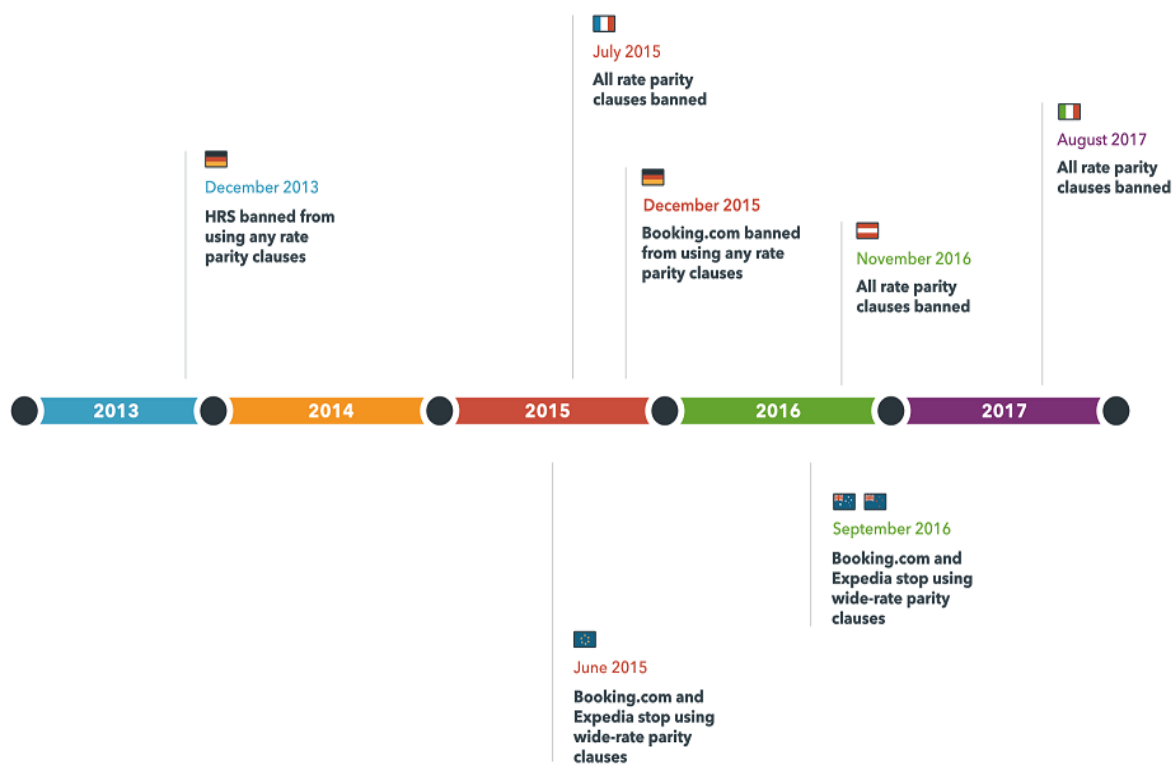 July 2015
All rate parity
clauses banned
August 2017
All rate parity
clauses banned
December 2013
HRS banned from
using any rate
parity clauses
December 2015
Booking.com banned
from using any rate
parity clauses
November 2016
All rate parity
clauses banned
2013
2014
2015
2016
2017
September 2016
Booking.com and
Expedia stop using
wide-rate parity
clauses
June 2015
Booking.com and
Expedia stop using
wide-rate parity
clauses